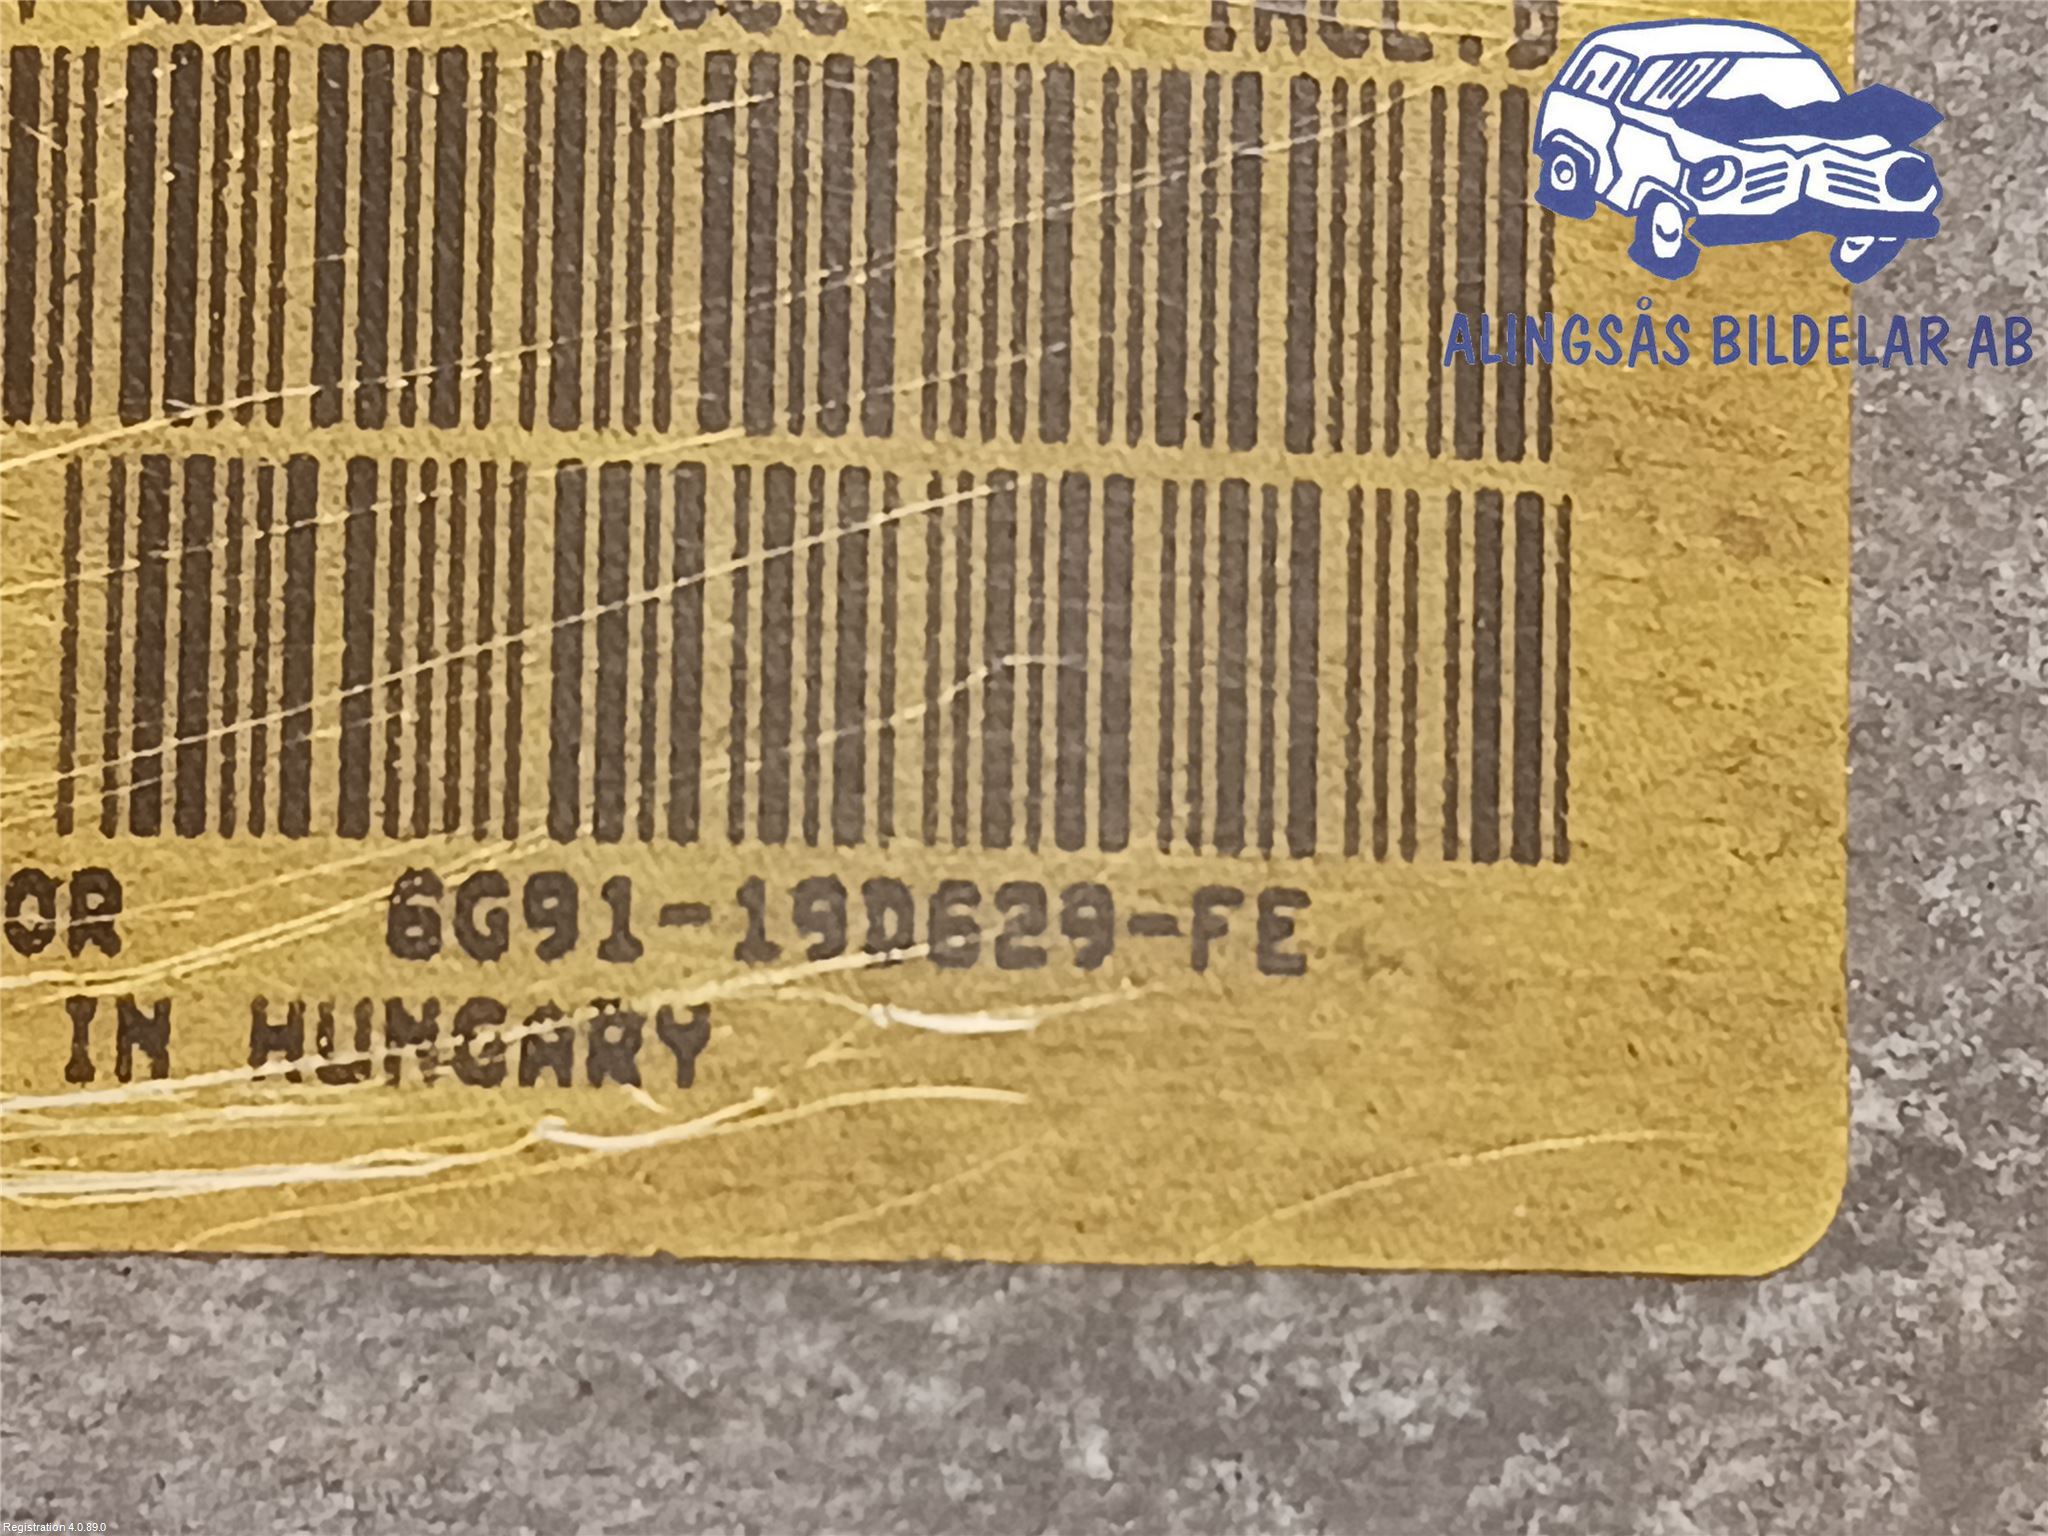 ALINGSÅS BILDELAR AB
OR 6G91-19D629-FE
IN HUNGARY
Registration 4.0.89.0